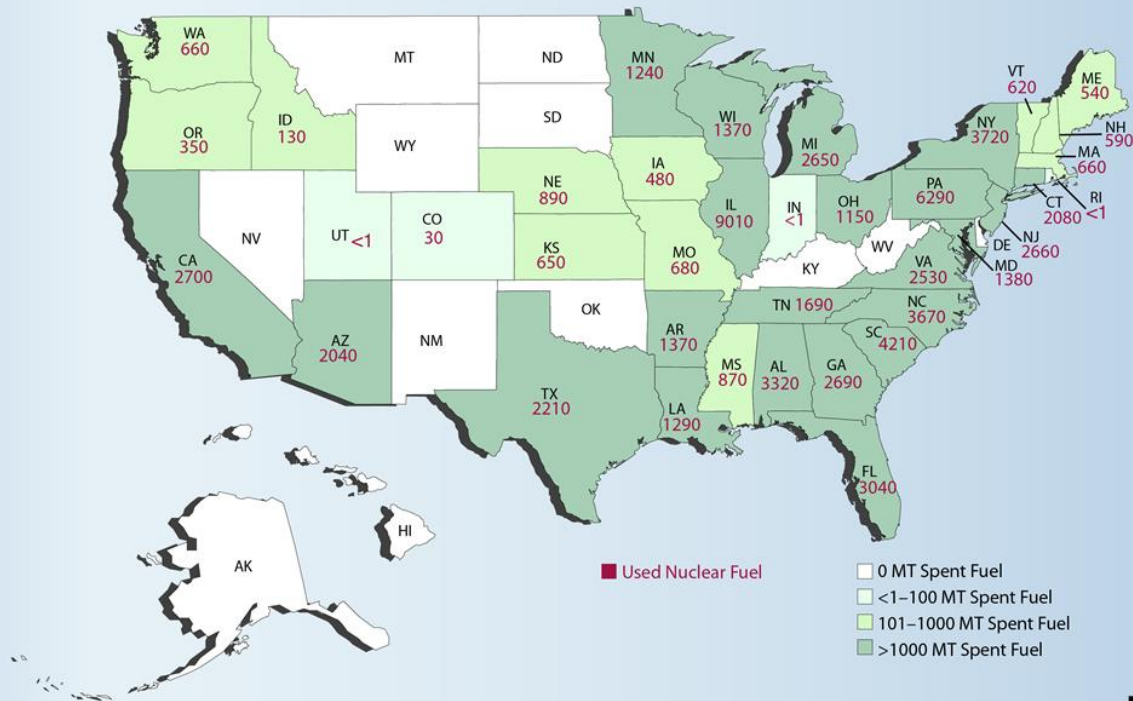 WA
660
MT
ND
MN
1240
VT
620
ME
540
OR
350
ID
130
SD
WI
1370
MI
2650
NY
3720
NH
590
MA
660
WY
IA
480
NE
890
PA
6290
RI
<1
CT
2080
IL
9010
IN
<1
OH
1150
NJ
2660
NV
UT <1
CO
30
KS
650
MO
680
WV
DE
MD
1380
CA
2700
KY
VA
2530
AZ
2040
NM
OK
AR
1370
TN 1690
NC
3670
SC
4210
MS
870
AL
3320
GA
2690
TX
2210
LA
1290
FL
3040
HI
AK
Used Nuclear Fuel
0 MT Spent Fuel
<1–100 MT Spent Fuel
101–1000 MT Spent Fuel
>1000 MT Spent Fuel